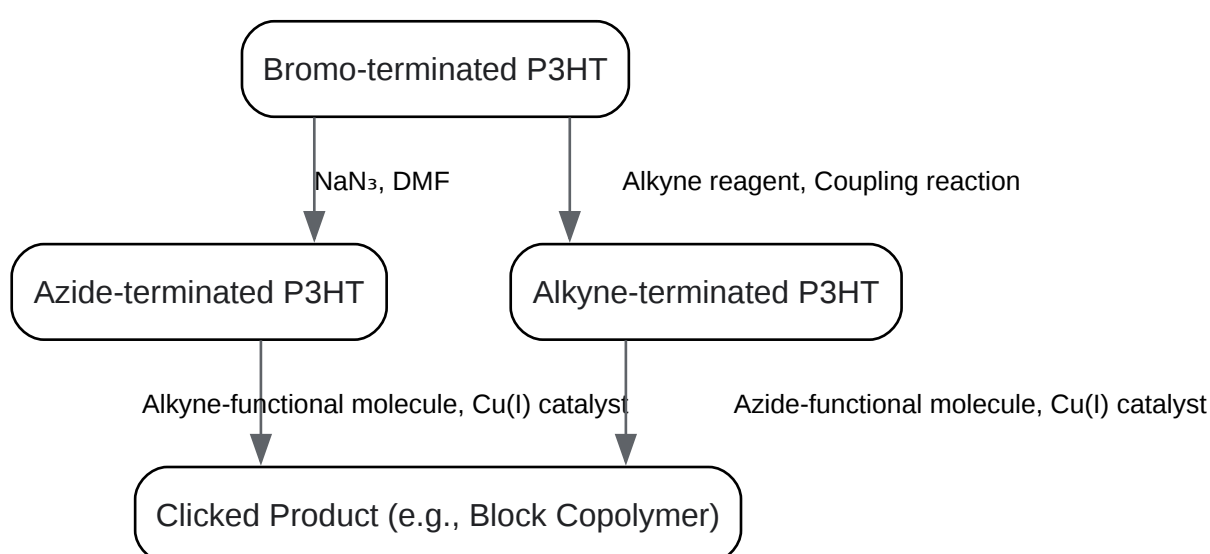 Bromo-terminated P3HT
NaN₃, DMF
Alkyne reagent, Coupling reaction
Azide-terminated P3HT
Alkyne-terminated P3HT
Alkyne-functional molecule, Cu(I) catalyst
Azide-functional molecule, Cu(I) catalyst
Clicked Product (e.g., Block Copolymer)